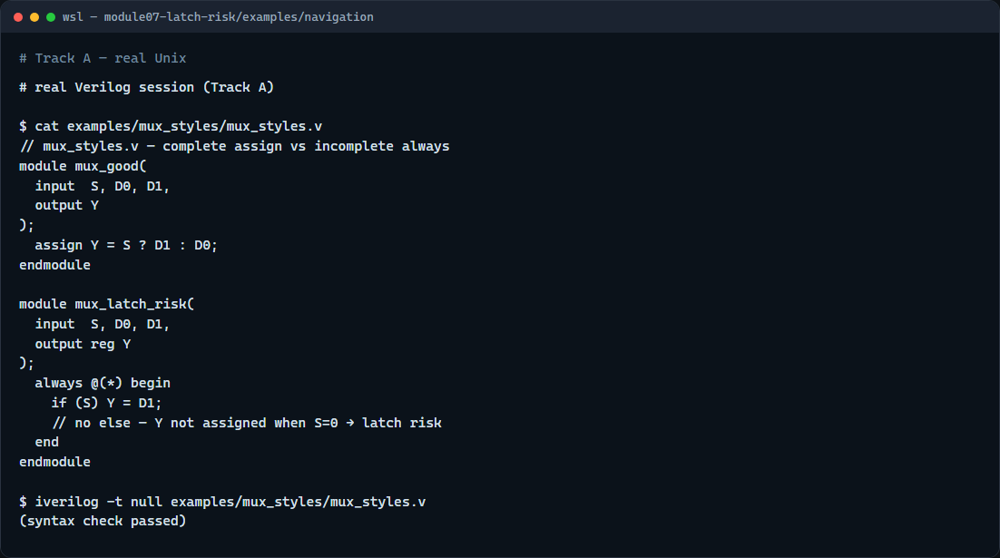 wsl — module07-latch-risk/examples/navigation
# Track A — real Unix
# real Verilog session (Track A)
$ cat examples/mux_styles/mux_styles.v
// mux_styles.v — complete assign vs incomplete always
module mux_good(
  input  S, D0, D1,
  output Y
);
  assign Y = S ? D1 : D0;
endmodule
module mux_latch_risk(
  input  S, D0, D1,
  output reg Y
);
  always @(*) begin
    if (S) Y = D1;
    // no else — Y not assigned when S=0 → latch risk
  end
endmodule
$ iverilog -t null examples/mux_styles/mux_styles.v
(syntax check passed)